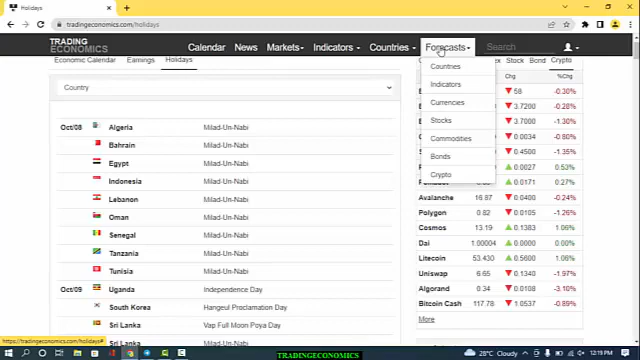 Markets
tradingeconomics.com/holidays
TRADING
ECONOMICS
Calendar News Markets Indicators Countries Forecasts Search
Economic Calendar Earnings Holidays
Stock Bond Crypto
Country
Countries
Indicators
Currencies
Stocks
Commodities
Bonds
Crypto
Chg %Chg
58 -0.30%
3.7200 -0.28%
3.7000 -1.30%
0.0034 -0.80%
0.4500 -1.35%
0.0027 0.53%
0.0171 0.27%
Avalanche 16.87 0.0400 -0.24%
Polygon 0.82 0.0105 -1.26%
Cosmos 13.19 0.1383 1.06%
Dai 1.00004 0.0000 0.00%
Litecoin 53.430 0.5600 1.06%
Uniswap 6.65 0.1340 -1.97%
Algorand 0.34 0.0108 -3.10%
Bitcoin Cash 117.78 1.0537 -0.89%
More
Oct/08 Algeria Milad-Un-Nabi
Bahrain Milad-Un-Nabi
Egypt Milad-Un-Nabi
Indonesia Milad-Un-Nabi
Lebanon Milad-Un-Nabi
Oman Milad-Un-Nabi
Senegal Milad-Un-Nabi
Tanzania Milad-Un-Nabi
Tunisia Milad-Un-Nabi
Oct/09 Uganda Independence Day
South Korea Hangeul Proclamation Day
Sri Lanka Vap Full Moon Poya Day
Sri Lanka Milad-Un-Nabi
https://tradingeconomics.com/holidays#
TRADINGECONOMICS
28°C Cloudy 12:19 PM